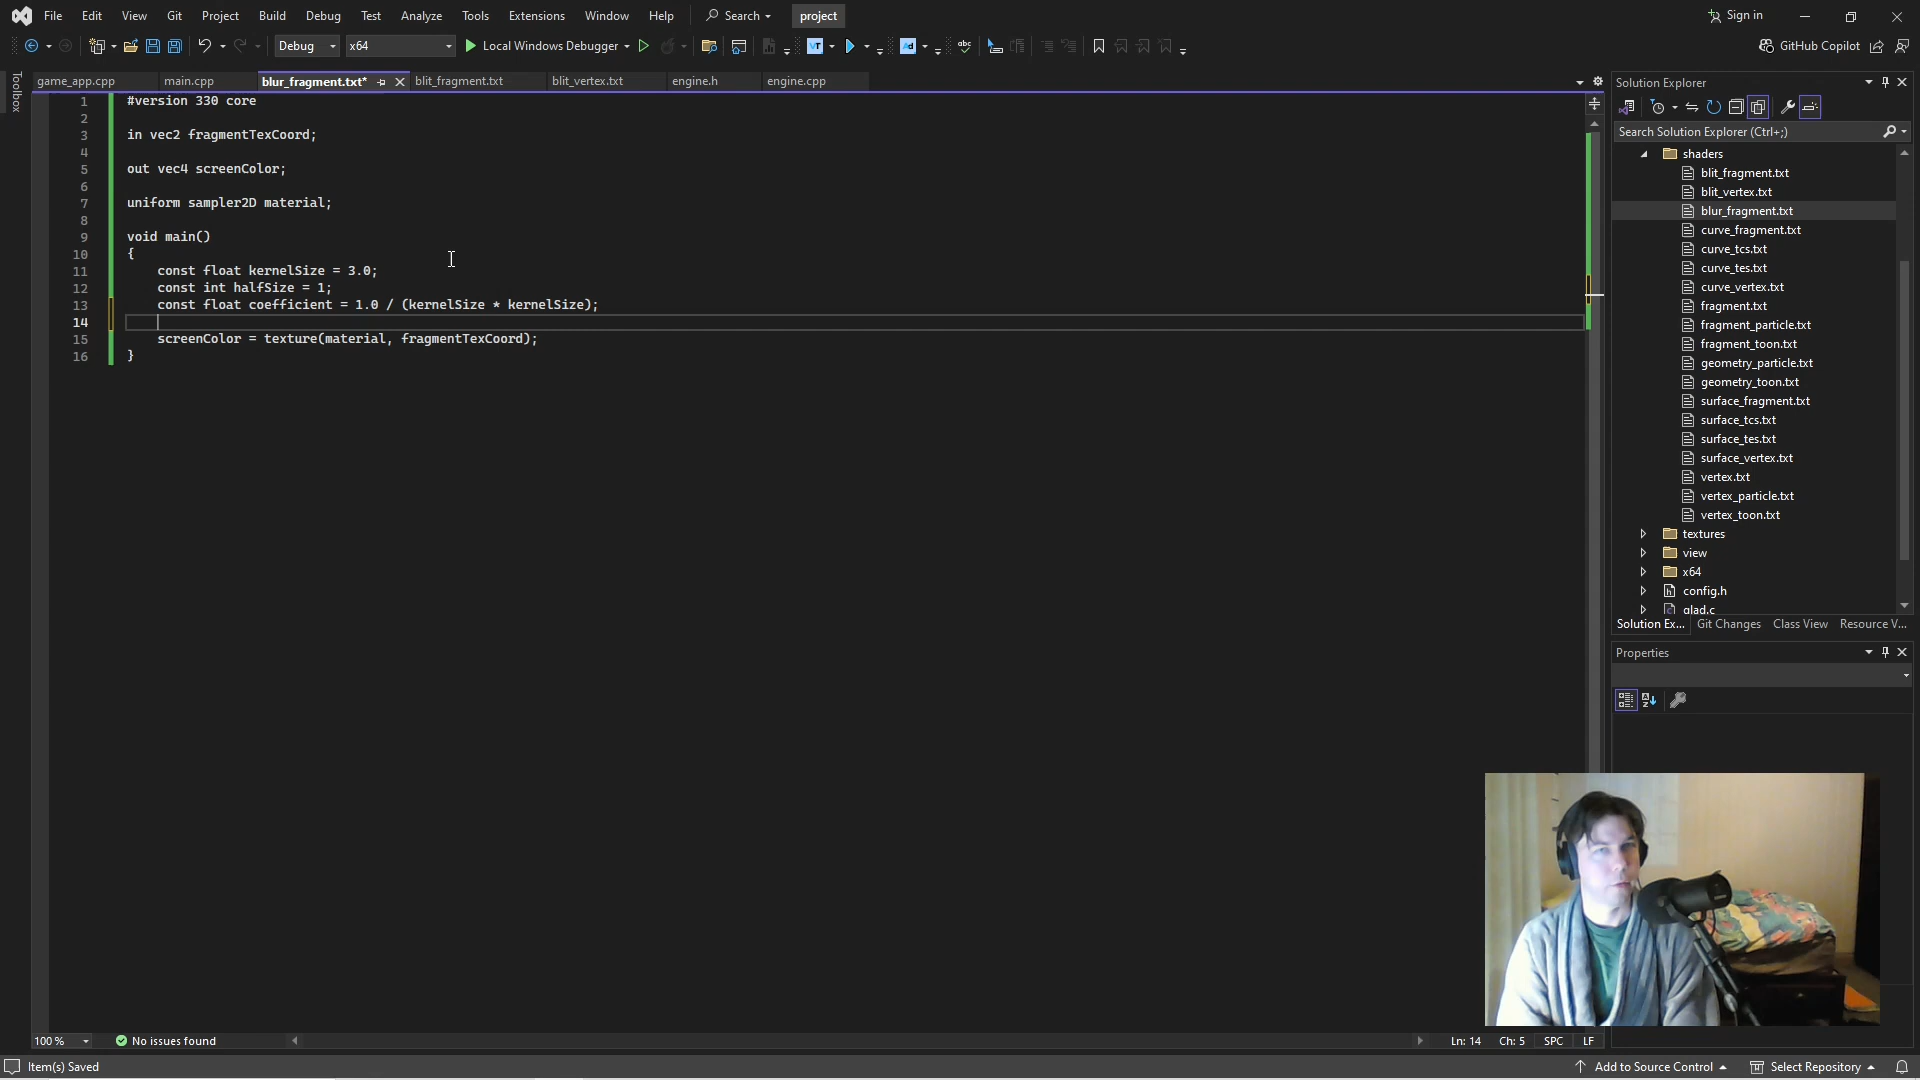 File Edit View Git Project Build Debug Test Analyze Tools Extensions Window Help Search project Sign in
Debug x64 Local Windows Debugger GitHub Copilot
Toolbox
game_app.cpp main.cpp blur_fragment.txt* blit_fragment.txt blit_vertex.txt engine.h engine.cpp
1 #version 330 core
2
3 in vec2 fragmentTexCoord;
4
5 out vec4 screenColor;
6
7 uniform sampler2D material;
8
9 void main()
10 {
11 const float kernelSize = 3.0;
12 const int halfSize = 1;
13 const float coefficient = 1.0 / (kernelSize * kernelSize);
14
15 screenColor = texture(material, fragmentTexCoord);
16 }
100 % No issues found Ln: 14 Ch: 5 SPC LF
Solution Explorer
Search Solution Explorer (Ctrl+;)
shaders
blit_fragment.txt
blit_vertex.txt
blur_fragment.txt
curve_fragment.txt
curve_tcs.txt
curve_tes.txt
curve_vertex.txt
fragment.txt
fragment_particle.txt
fragment_toon.txt
geometry_particle.txt
geometry_toon.txt
surface_fragment.txt
surface_tcs.txt
surface_tes.txt
surface_vertex.txt
vertex.txt
vertex_particle.txt
vertex_toon.txt
textures
view
x64
config.h
glad.c
Solution Ex... Git Changes Class View Resource V...
Properties
Item(s) Saved Add to Source Control Select Repository